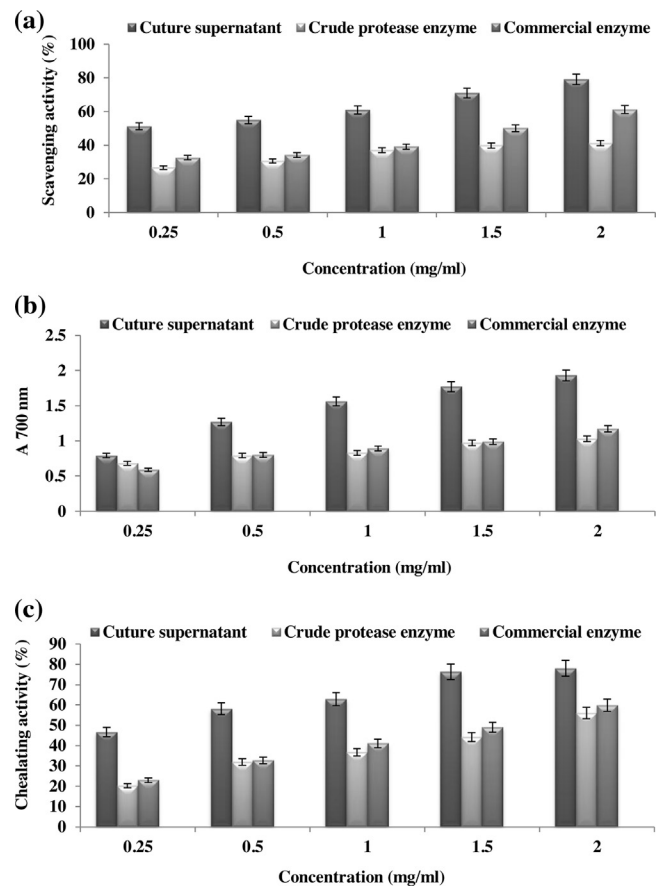 (a)
Cuture supernatant Crude protease enzyme Commercial enzyme
Scavenging activity (%)
100
80
60
40
20
0
0.25 0.5 1 1.5 2
Concentration (mg/ml)
(b)
Cuture supernatant Crude protease enzyme Commercial enzyme
A 700 nm
2.5
2
1.5
1
0.5
0
0.25 0.5 1 1.5 2
Concentration (mg/ml)
(c)
Cuture supernatant Crude protease enzyme Commercial enzyme
Chealating activity (%)
90
80
70
60
50
40
30
20
10
0
0.25 0.5 1 1.5 2
Concentration (mg/ml)